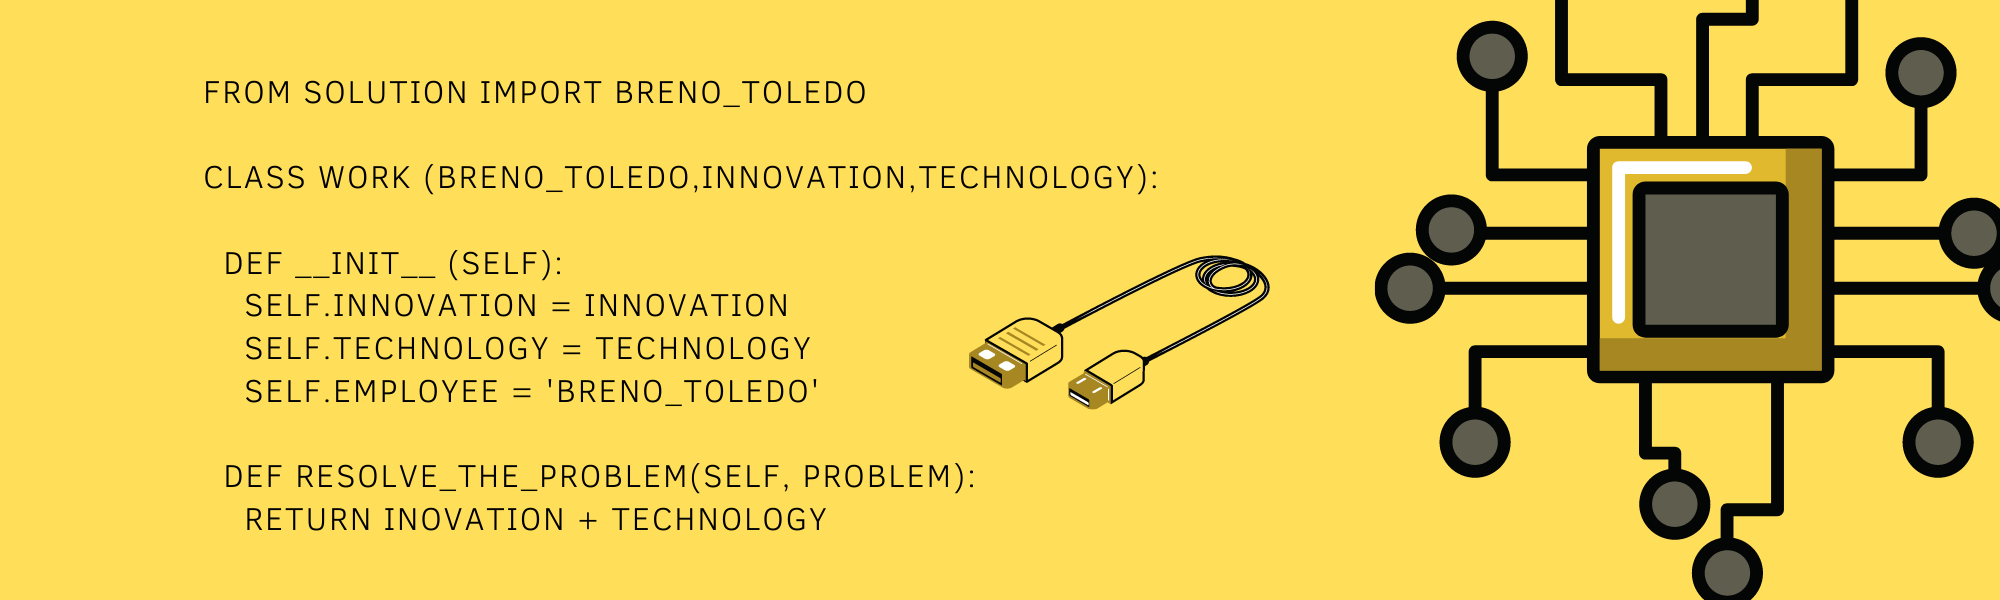 FROM SOLUTION IMPORT BRENO_TOLEDO
CLASS WORK (BRENO_TOLEDO,INNOVATION,TECHNOLOGY):
DEF __INIT__ (SELF):
SELF.INNOVATION = INNOVATION
SELF.TECHNOLOGY = TECHNOLOGY
SELF.EMPLOYEE = 'BRENO_TOLEDO'
DEF RESOLVE_THE_PROBLEM(SELF, PROBLEM):
RETURN INOVATION + TECHNOLOGY